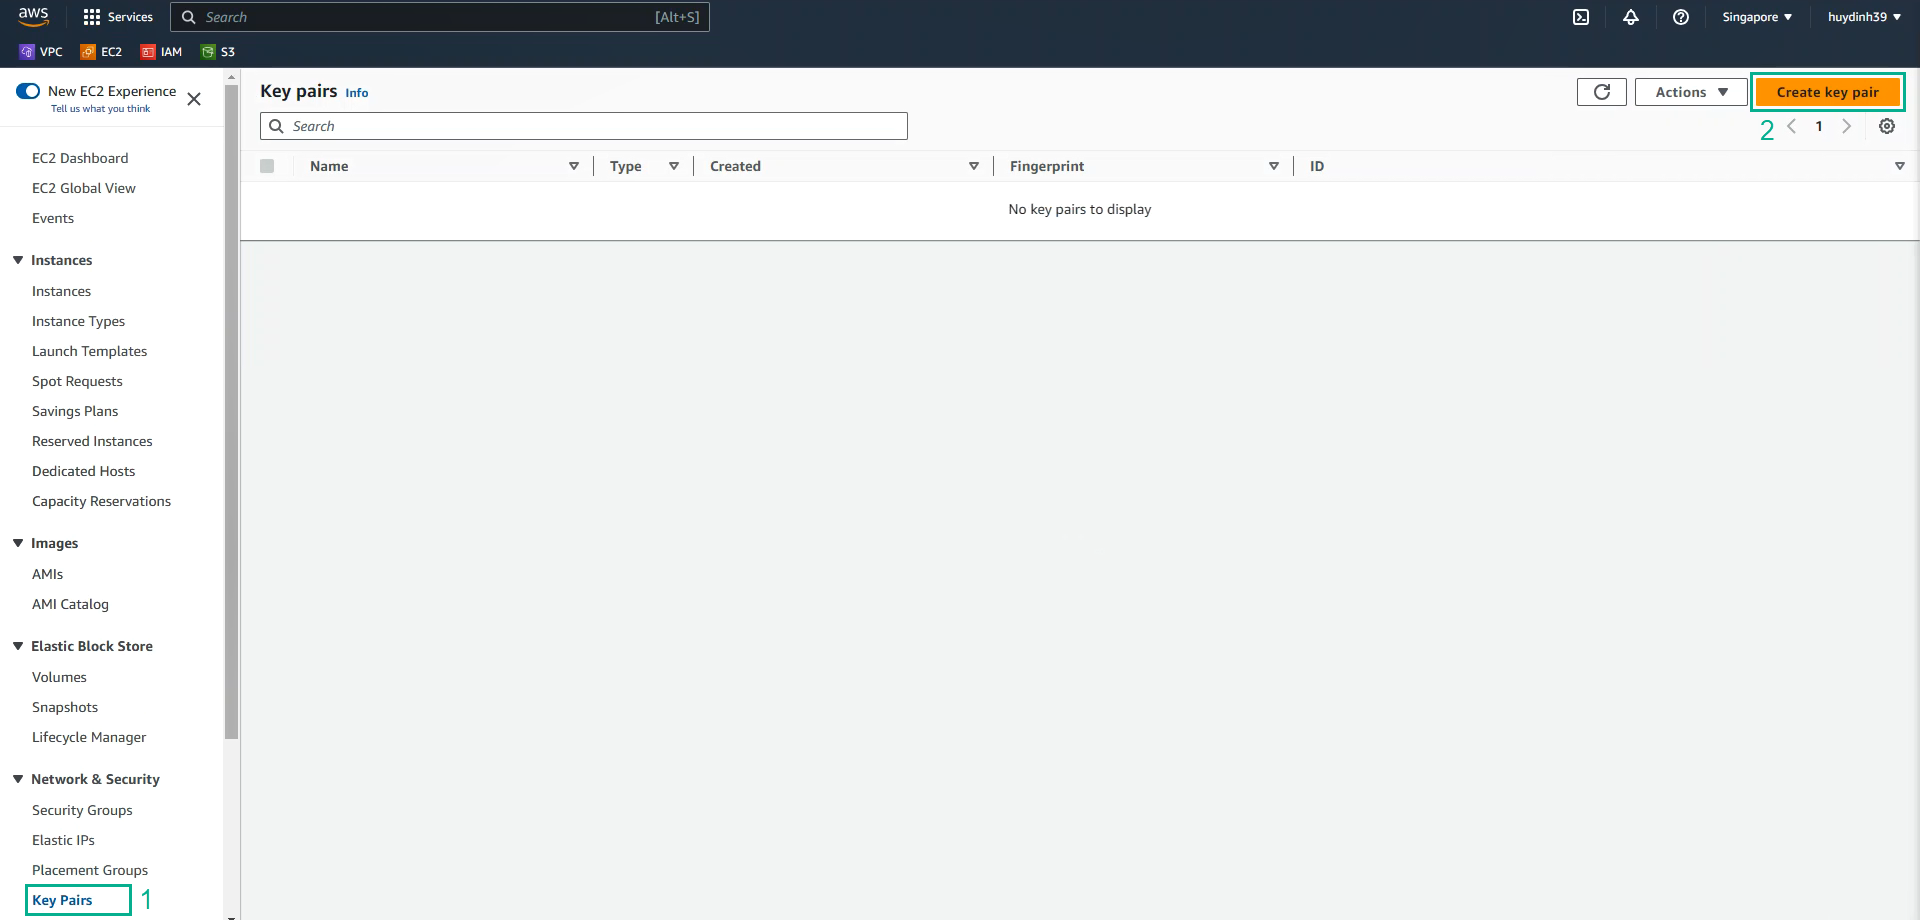 aws
Services
Search
[Alt+S]
Singapore
huydinh39
VPC
EC2
IAM
S3
New EC2 Experience
Tell us what you think
EC2 Dashboard
EC2 Global View
Events
Instances
Instances
Instance Types
Launch Templates
Spot Requests
Savings Plans
Reserved Instances
Dedicated Hosts
Capacity Reservations
Images
AMIs
AMI Catalog
Elastic Block Store
Volumes
Snapshots
Lifecycle Manager
Network & Security
Security Groups
Elastic IPs
Placement Groups
Key Pairs 1
Key pairs Info
Actions
Create key pair
Search
2
1
Name
Type
Created
Fingerprint
ID
No key pairs to display